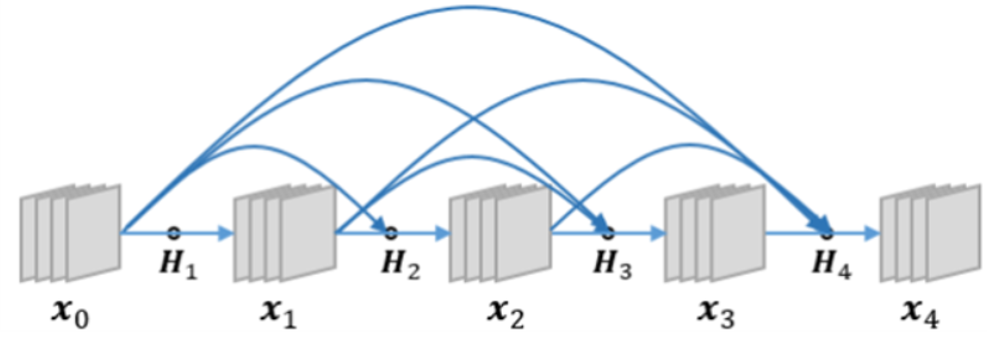 H₁ H₂ H₃ H₄
x₀ x₁ x₂ x₃ x₄